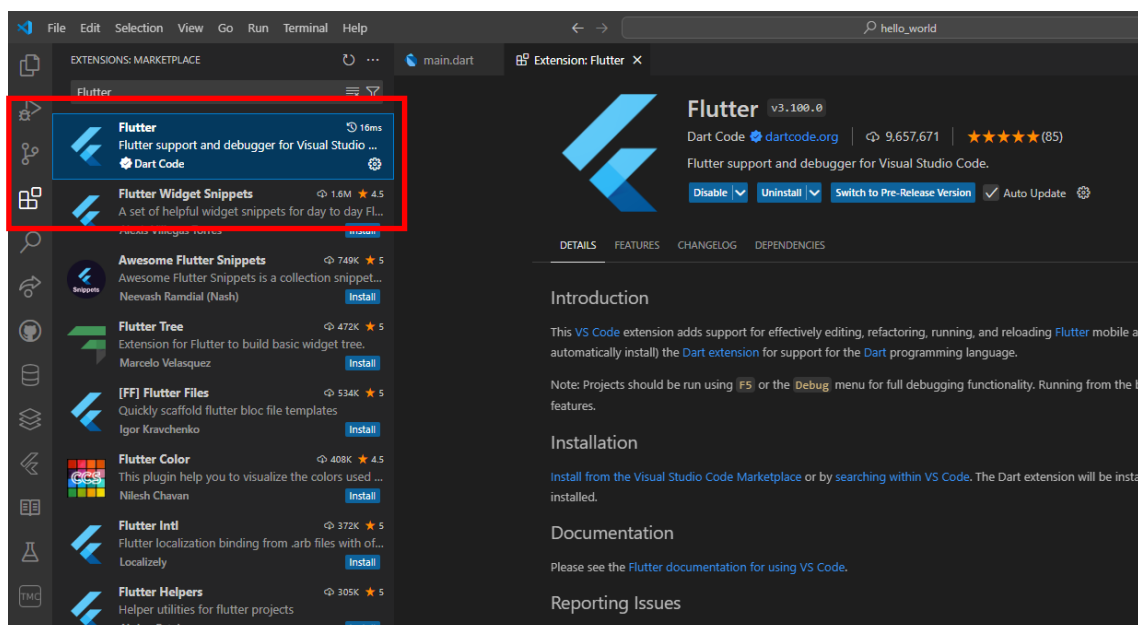 File Edit Selection View Go Run Terminal Help
hello_world
EXTENSIONS: MARKETPLACE
Flutter
Flutter 16ms
Flutter support and debugger for Visual Studio ...
Dart Code
Flutter Widget Snippets 1.6M ★ 4.5
A set of helpful widget snippets for day to day Fl...
Alexis Villegas Torres Install
Awesome Flutter Snippets 749K ★ 5
Awesome Flutter Snippets is a collection snippet...
Neevash Ramdial (Nash) Install
Snippets
Flutter Tree 472K ★ 5
Extension for Flutter to build basic widget tree.
Marcelo Velasquez Install
[FF] Flutter Files 534K ★ 5
Quickly scaffold flutter bloc file templates
Igor Kravchenko Install
Flutter Color 408K ★ 4.5
This plugin help you to visualize the colors used ...
Nilesh Chavan Install
CCS
Flutter Intl 372K ★ 5
Flutter localization binding from .arb files with of...
Localizely Install
Flutter Helpers 305K ★ 5
Helper utilities for flutter projects
TMC
main.dart Extension: Flutter
Flutter v3.100.0
Dart Code dartcode.org 9,657,671 ★★★★★(85)
Flutter support and debugger for Visual Studio Code.
Disable Uninstall Switch to Pre-Release Version Auto Update
DETAILS FEATURES CHANGELOG DEPENDENCIES
Introduction
This VS Code extension adds support for effectively editing, refactoring, running, and reloading Flutter mobile a
automatically install) the Dart extension for support for the Dart programming language.
Note: Projects should be run using F5 or the Debug menu for full debugging functionality. Running from the
features.
Installation
Install from the Visual Studio Code Marketplace or by searching within VS Code. The Dart extension will be insta
installed.
Documentation
Please see the Flutter documentation for using VS Code.
Reporting Issues